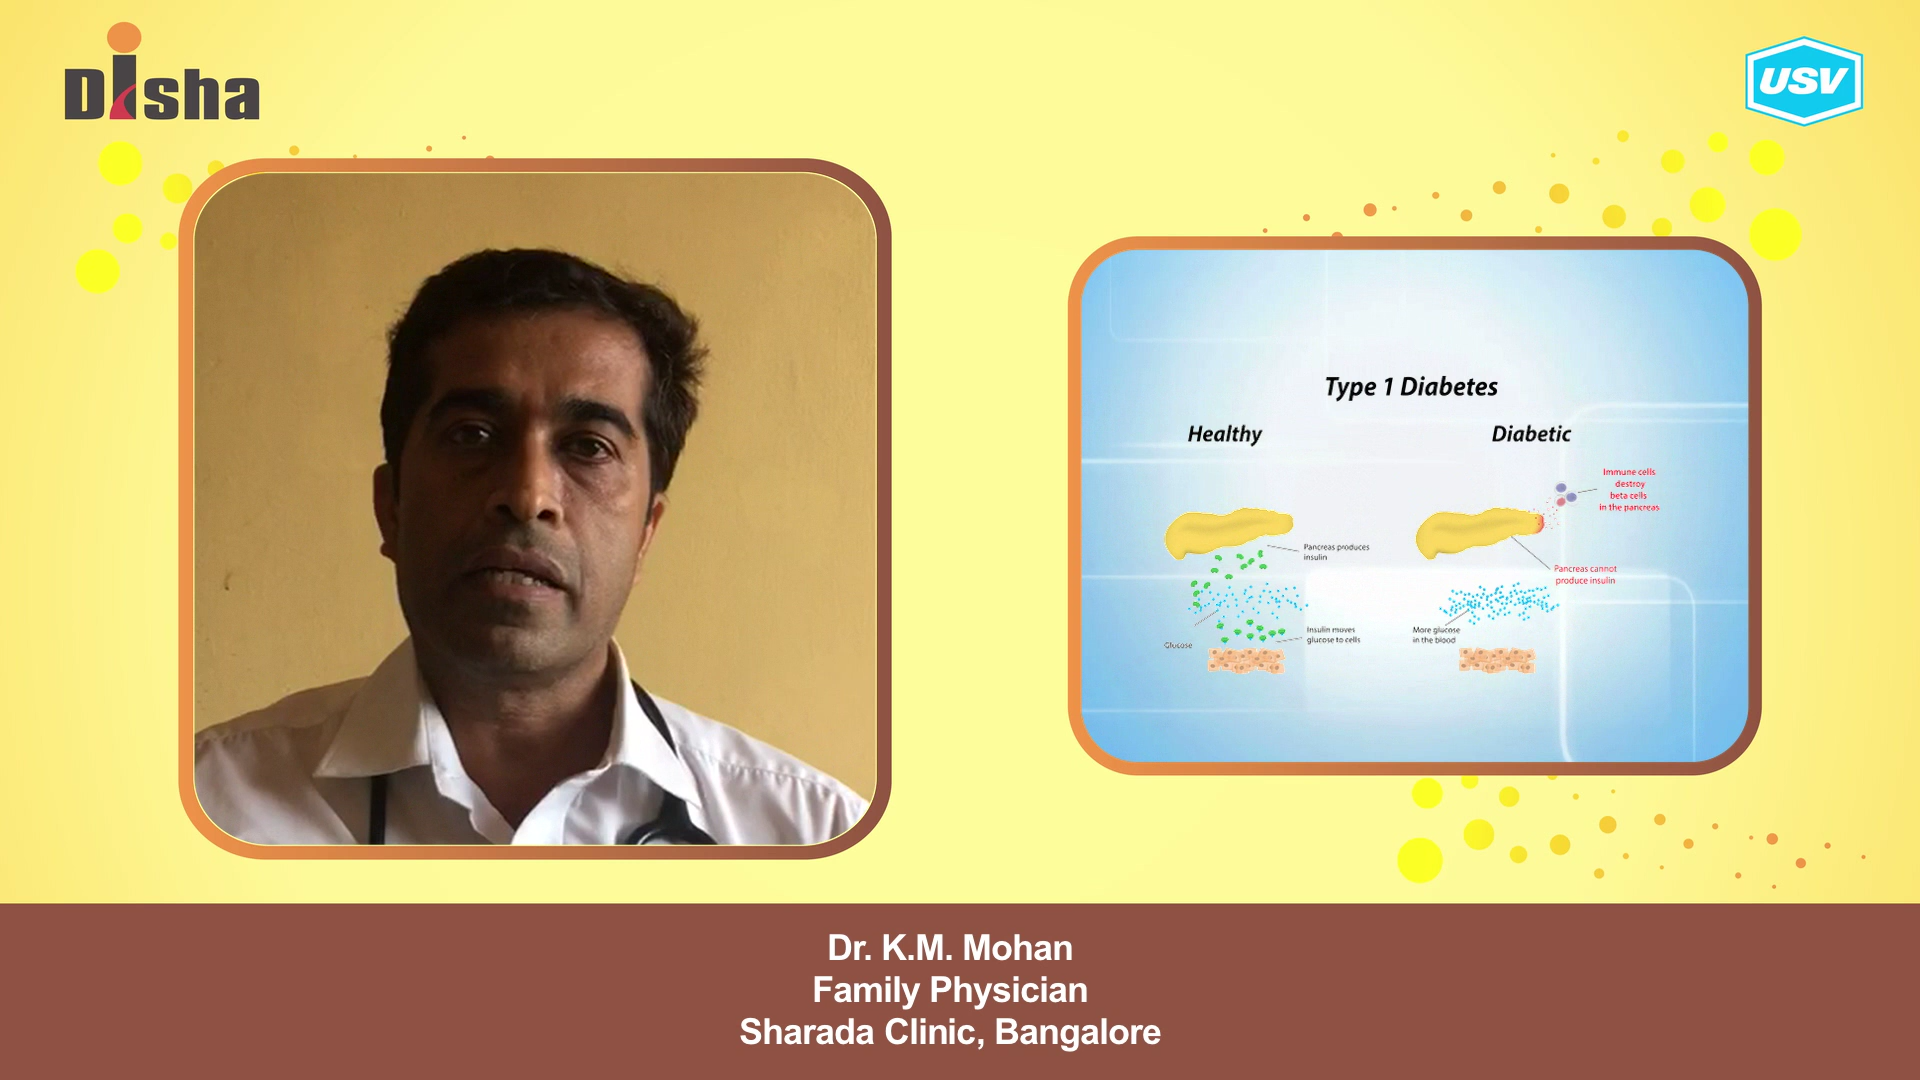 Disha
USV
Type 1 Diabetes
Healthy
Diabetic
Immune cells
destroy
beta cells
in the pancreas
Pancreas produces
insulin
Pancreas cannot
produce insulin
Glucose
Insulin moves
glucose to cells
More glucose
in the blood
Dr. K.M. Mohan
Family Physician
Sharada Clinic, Bangalore